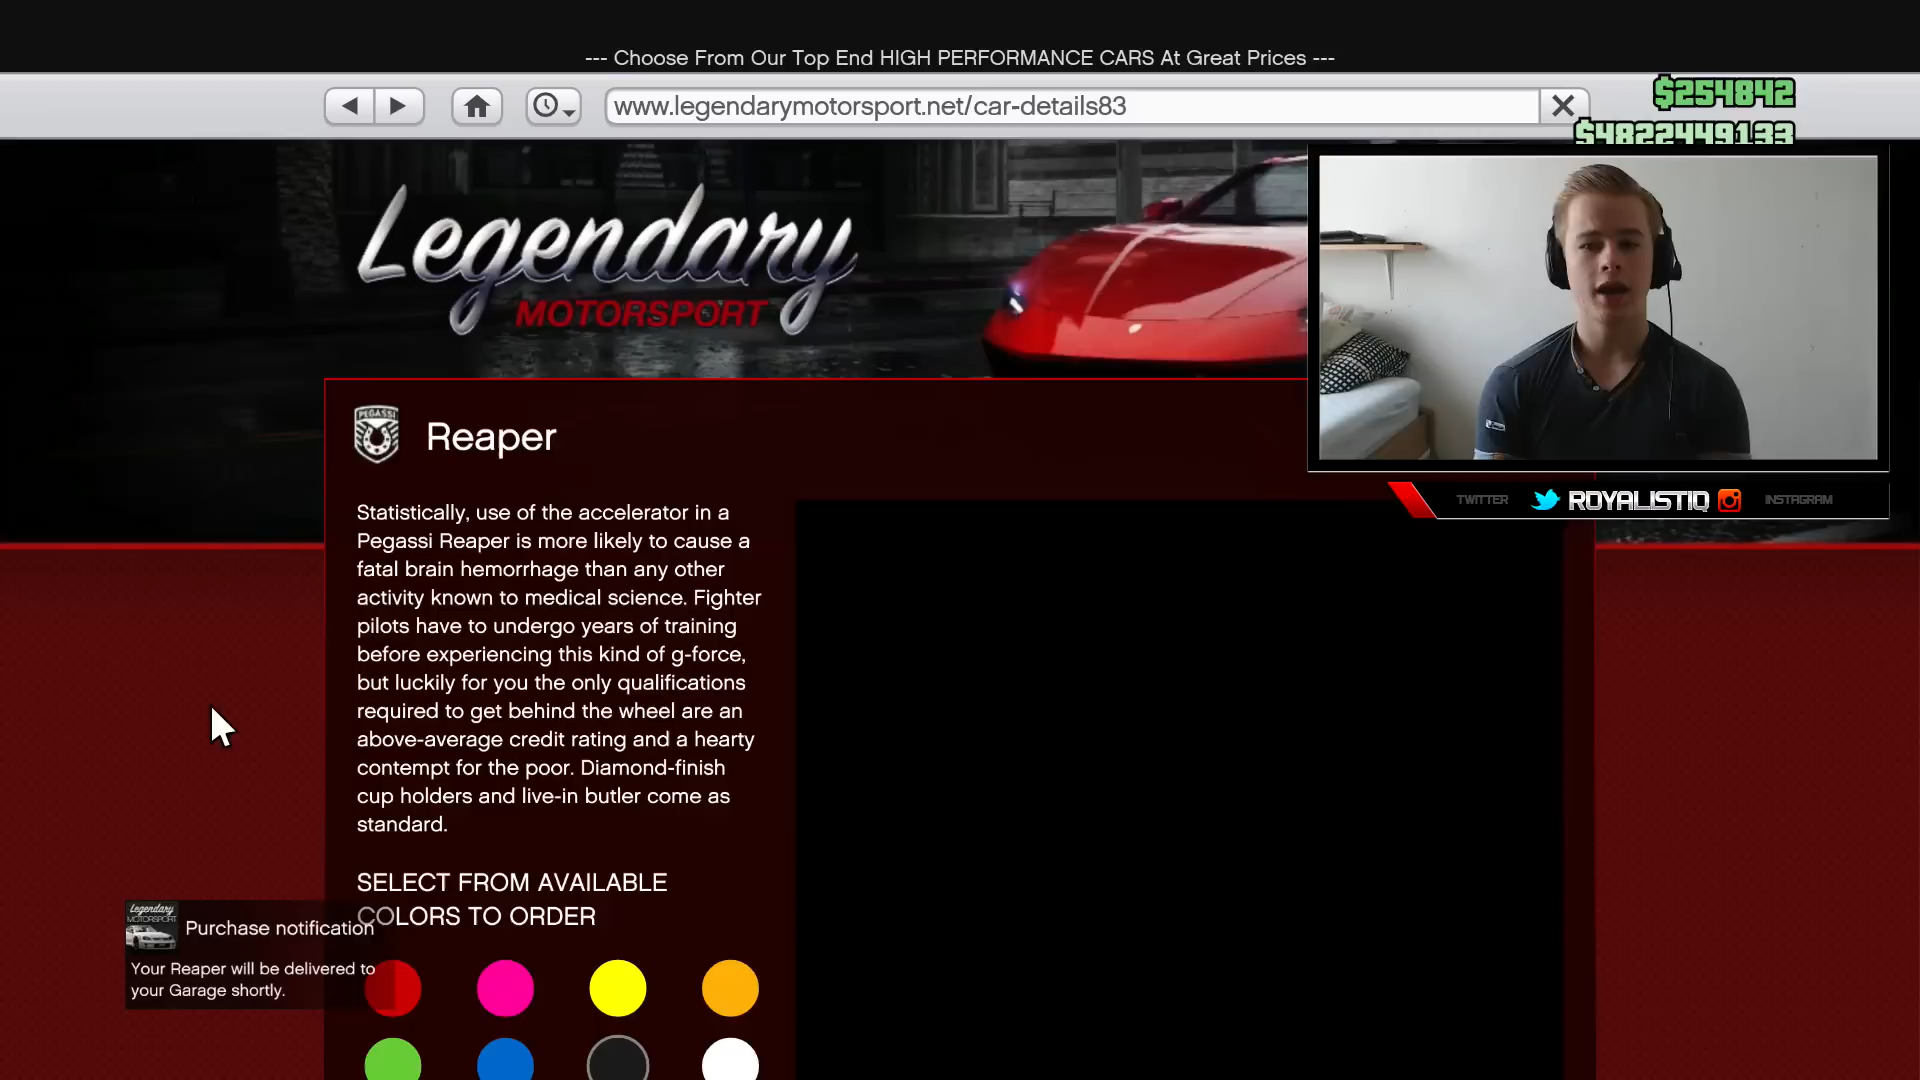 --- Choose From Our Top End HIGH PERFORMANCE CARS At Great Prices ---
www.legendarymotorsport.net/car-details83
$254842
$4822449133
Legendary
MOTORSPORT
PEGASSI
Reaper
TWITTER ROYALISTIQ INSTAGRAM
Statistically, use of the accelerator in a
Pegassi Reaper is more likely to cause a
fatal brain hemorrhage than any other
activity known to medical science. Fighter
pilots have to undergo years of training
before experiencing this kind of g-force,
but luckily for you the only qualifications
required to get behind the wheel are an
above-average credit rating and a hearty
contempt for the poor. Diamond-finish
cup holders and live-in butler come as
standard.
SELECT FROM AVAILABLE
COLORS TO ORDER
Legendary
MOTORSPORT
Purchase notification
Your Reaper will be delivered to
your Garage shortly.